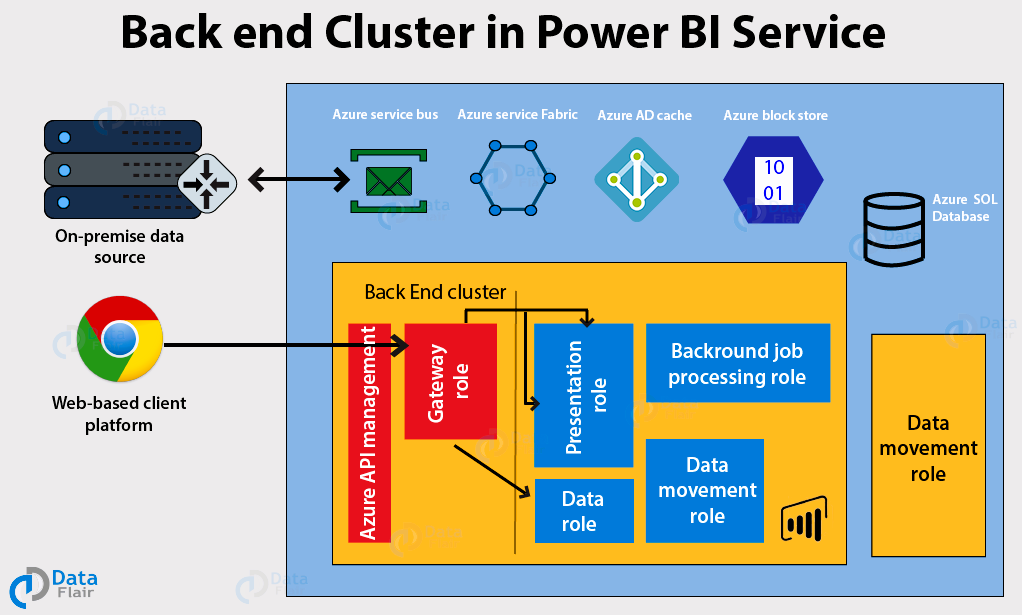 Back end Cluster in Power BI Service
Data
Flair
Azure service bus
Azure service Fabric
Azure AD cache
Azure block store
10
01
Azure SOL
Database
On-premise data
source
Web-based client
platform
Back End cluster
Azure API management
Gateway
role
Presentation
role
Backround job
processing role
Data
role
Data
movement
role
Data
movement
role
Data
Flair